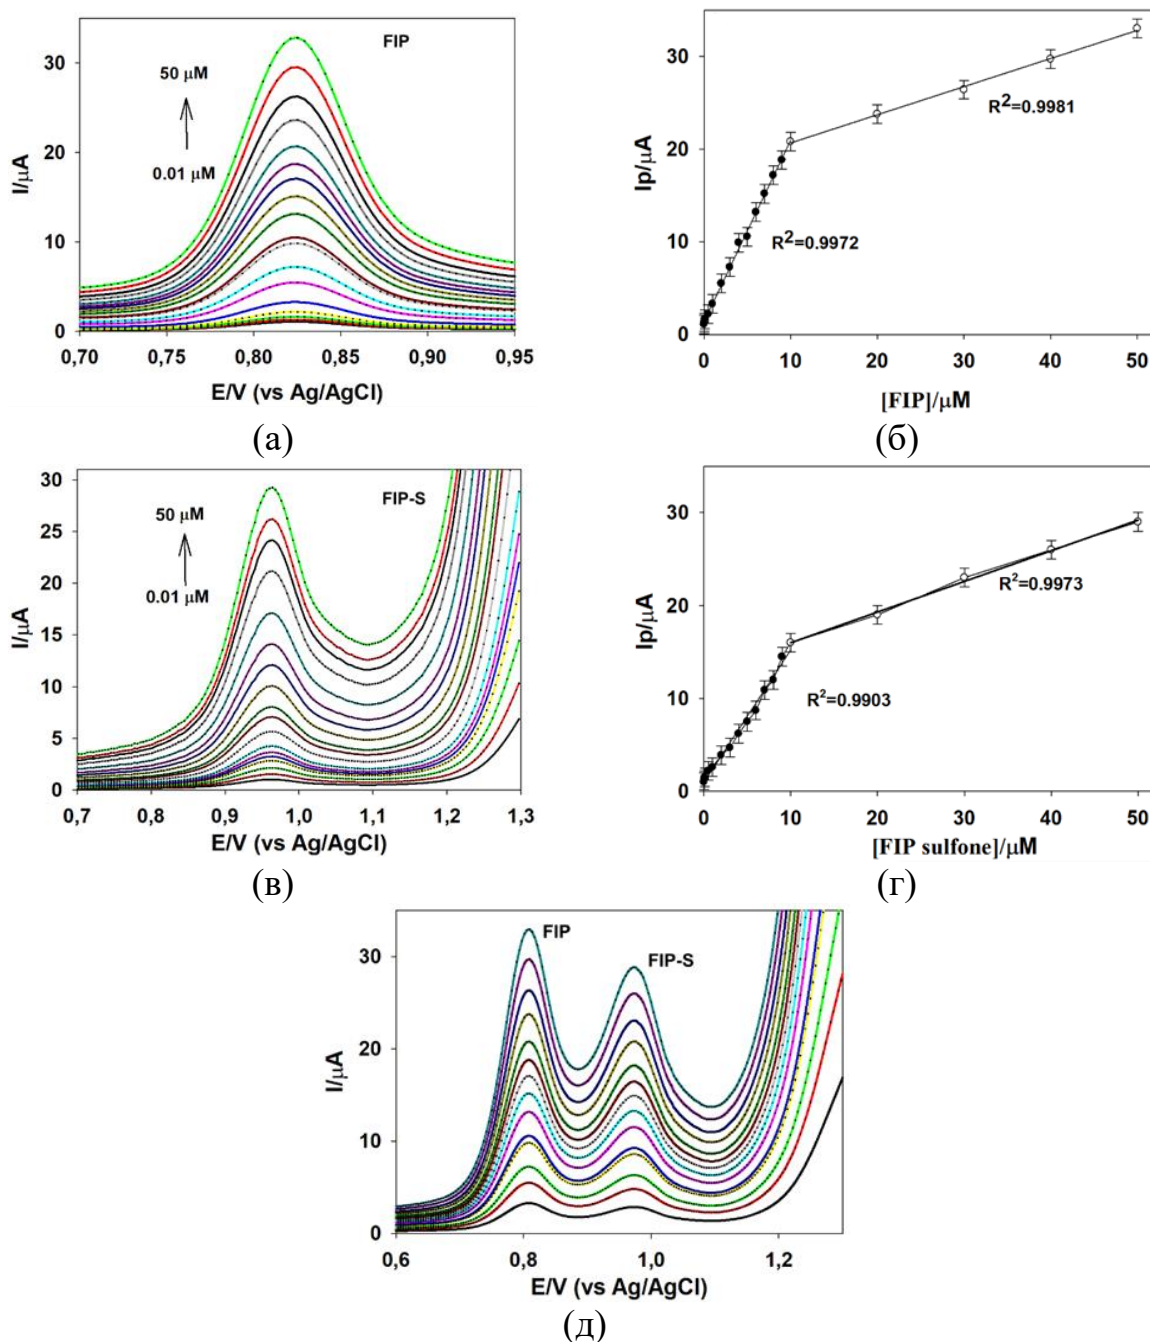 FIP
50 µM
0.01 µM
I/µA
30
20
10
0
0,70 0,75 0,80 0,85 0,90 0,95
E/V (vs Ag/AgCl)
(а)
Ip/µA
30
20
10
0
R²=0.9981
R²=0.9972
0 10 20 30 40 50
[FIP]/µM
(б)
FIP-S
50 µM
0.01 µM
I/µA
30
25
20
15
10
5
0
0,7 0,8 0,9 1,0 1,1 1,2 1,3
E/V (vs Ag/AgCl)
(в)
Ip/µA
30
20
10
0
R²=0.9973
R²=0.9903
0 10 20 30 40 50
[FIP sulfone]/µM
(г)
FIP
FIP-S
I/µA
30
20
10
0
0,6 0,8 1,0 1,2
E/V (vs Ag/AgCl)
(д)